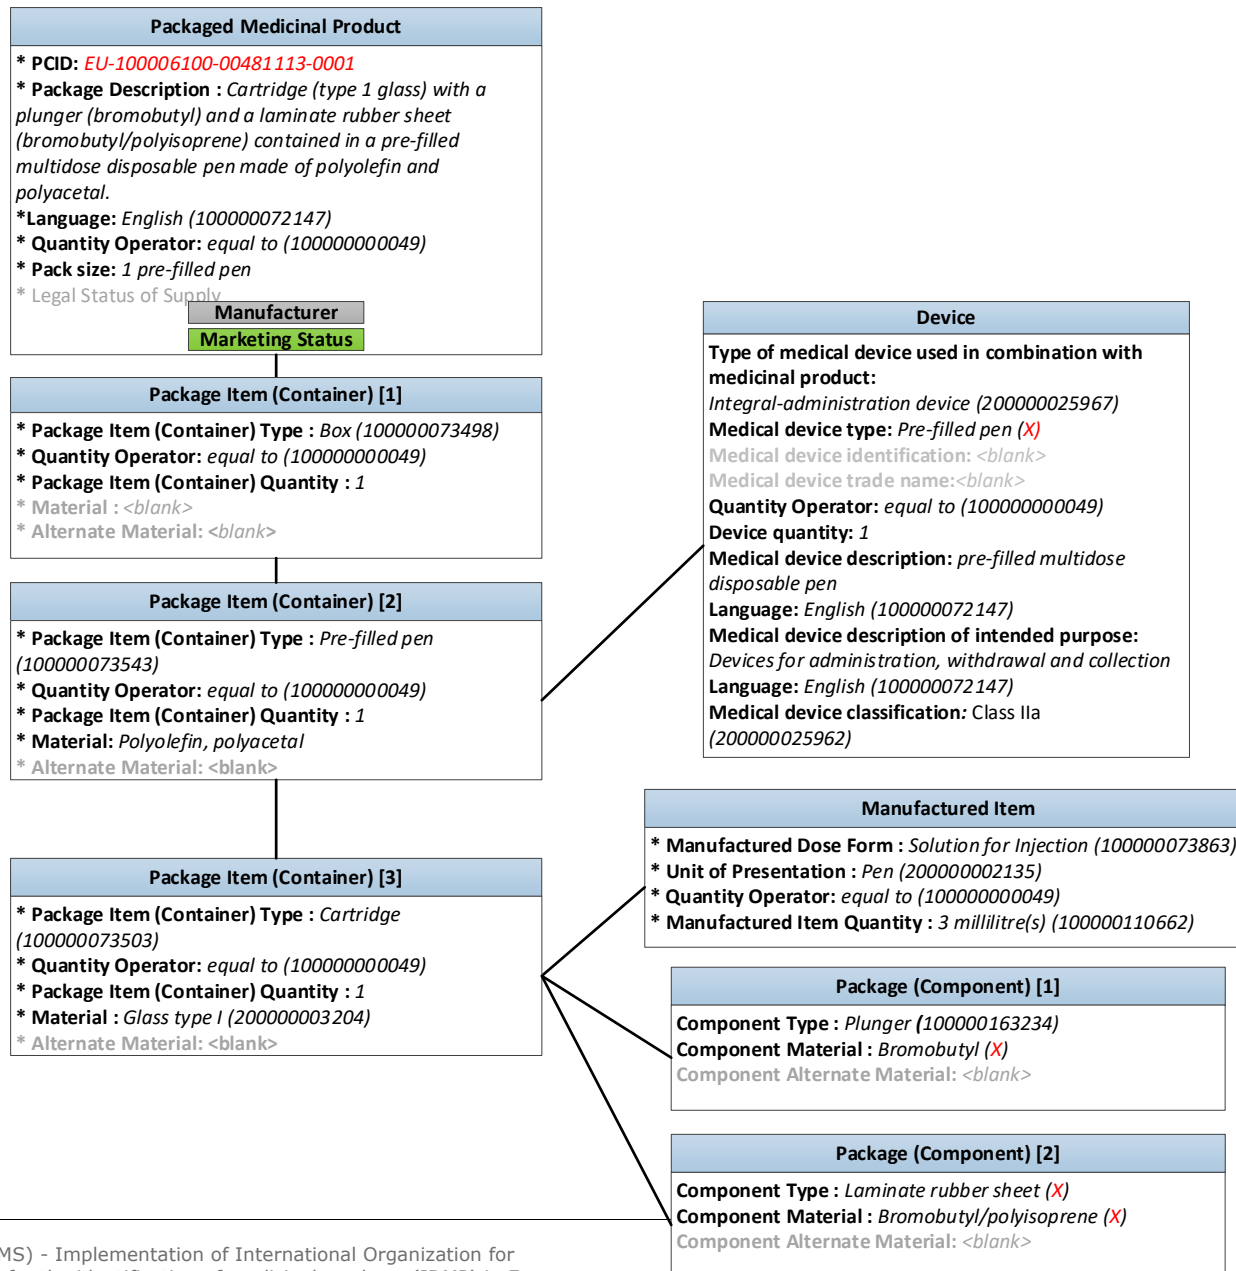 Packaged Medicinal Product
* PCID: EU-100006100-00481113-0001
* Package Description : Cartridge (type 1 glass) with a
plunger (bromobutyl) and a laminate rubber sheet
(bromobutyl/polyisoprene) contained in a pre-filled
multidose disposable pen made of polyolefin and
polyacetal.
*Language: English (100000072147)
* Quantity Operator: equal to (100000000049)
* Pack size: 1 pre-filled pen
* Legal Status of Supply
Manufacturer
Marketing Status
Package Item (Container) [1]
* Package Item (Container) Type : Box (100000073498)
* Quantity Operator: equal to (100000000049)
* Package Item (Container) Quantity : 1
* Material : <blank>
* Alternate Material: <blank>
Package Item (Container) [2]
* Package Item (Container) Type : Pre-filled pen
(100000073543)
* Quantity Operator: equal to (100000000049)
* Package Item (Container) Quantity : 1
* Material: Polyolefin, polyacetal
* Alternate Material: <blank>
Package Item (Container) [3]
* Package Item (Container) Type : Cartridge
(100000073503)
* Quantity Operator: equal to (100000000049)
* Package Item (Container) Quantity : 1
* Material : Glass type I (200000003204)
* Alternate Material: <blank>
Device
Type of medical device used in combination with
medicinal product:
Integral-administration device (200000025967)
Medical device type: Pre-filled pen (X)
Medical device identification: <blank>
Medical device trade name:<blank>
Quantity Operator: equal to (100000000049)
Device quantity: 1
Medical device description: pre-filled multidose
disposable pen
Language: English (100000072147)
Medical device description of intended purpose:
Devices for administration, withdrawal and collection
Language: English (100000072147)
Medical device classification: Class IIa
(200000025962)
Manufactured Item
* Manufactured Dose Form : Solution for Injection (100000073863)
* Unit of Presentation : Pen (200000002135)
* Quantity Operator: equal to (100000000049)
* Manufactured Item Quantity : 3 millilitre(s) (100000110662)
Package (Component) [1]
Component Type : Plunger (100000163234)
Component Material : Bromobutyl (X)
Component Alternate Material: <blank>
Package (Component) [2]
Component Type : Laminate rubber sheet (X)
Component Material : Bromobutyl/polyisoprene (X)
Component Alternate Material: <blank>
MS) - Implementation of International Organization for